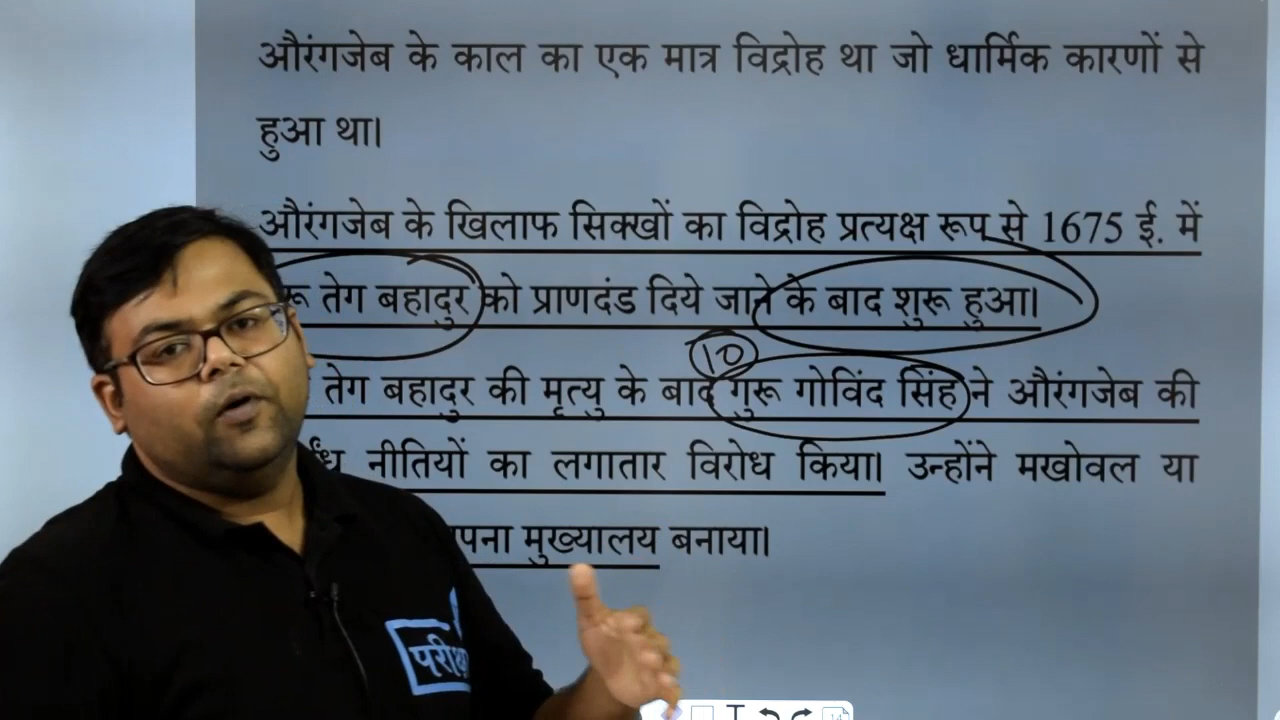 औरंगजेब के काल का एक मात्र विद्रोह था जो धार्मिक कारणों से
हुआ था।
औरंगजेब के खिलाफ सिक्खों का विद्रोह प्रत्यक्ष रूप से 1675 ई. में
तेग बहादुर को प्राणदंड दिये जाने के बाद शुरू हुआ।
10
तेग बहादुर की मृत्यु के बाद गुरू गोविंद सिंह ने औरंगजेब की
नीतियों का लगातार विरोध किया। उन्होंने मखोवल या
मुख्यालय बनाया।